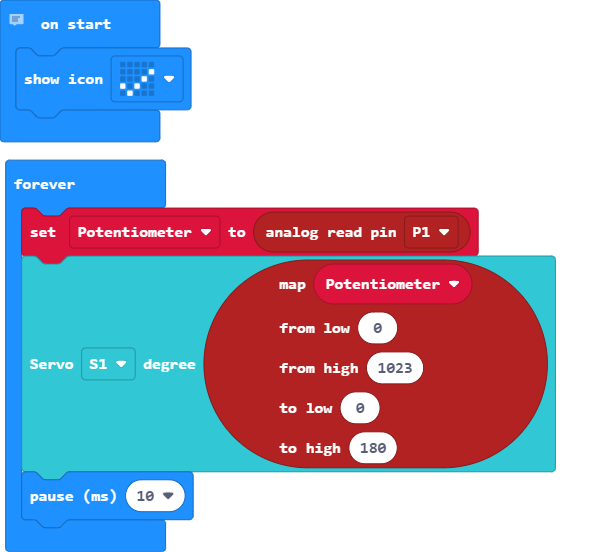 on start
show icon
forever
set Potentiometer to analog read pin P1
map Potentiometer
from low 0
Servo S1 degree
from high 1023
to low 0
to high 180
pause (ms) 10